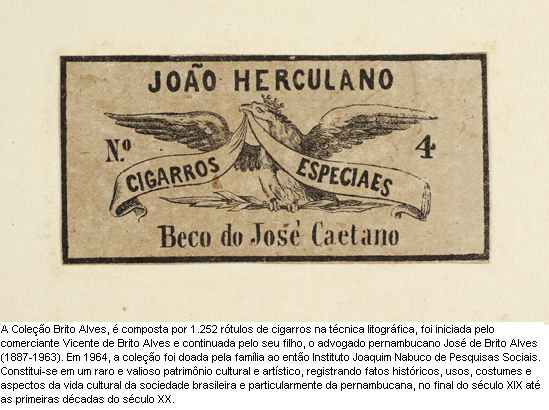 JOÃO HERCULANO
N.º 4
CIGARROS ESPECIAES
Beco do José Caetano
A Coleção Brito Alves, é composta por 1.252 rótulos de cigarros na técnica litográfica, foi iniciada pelo
comerciante Vicente de Brito Alves e continuada pelo seu filho, o advogado pernambucano José de Brito Alves
(1887-1963). Em 1964, a coleção foi doada pela família ao então Instituto Joaquim Nabuco de Pesquisas Sociais.
Constitui-se em um raro e valioso patrimônio cultural e artístico, registrando fatos históricos, usos, costumes e
aspectos da vida cultural da sociedade brasileira e particularmente da pernambucana, no final do século XIX até
as primeiras décadas do século XX.